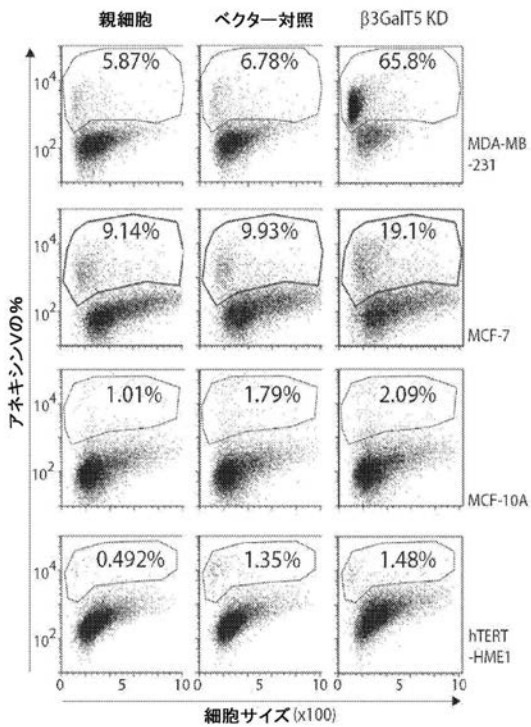 親細胞 ベクター対照 β3GalT5 KD
アネキシンVの%
10⁴
10²
5.87%
6.78%
65.8%
MDA-MB
-231
10⁴
10²
9.14%
9.93%
19.1%
MCF-7
10⁴
10²
1.01%
1.79%
2.09%
MCF-10A
10⁴
10²
0.492%
1.35%
1.48%
hTERT
-HME1
0 5 10 0 5 10 0 5 10
細胞サイズ (x100)